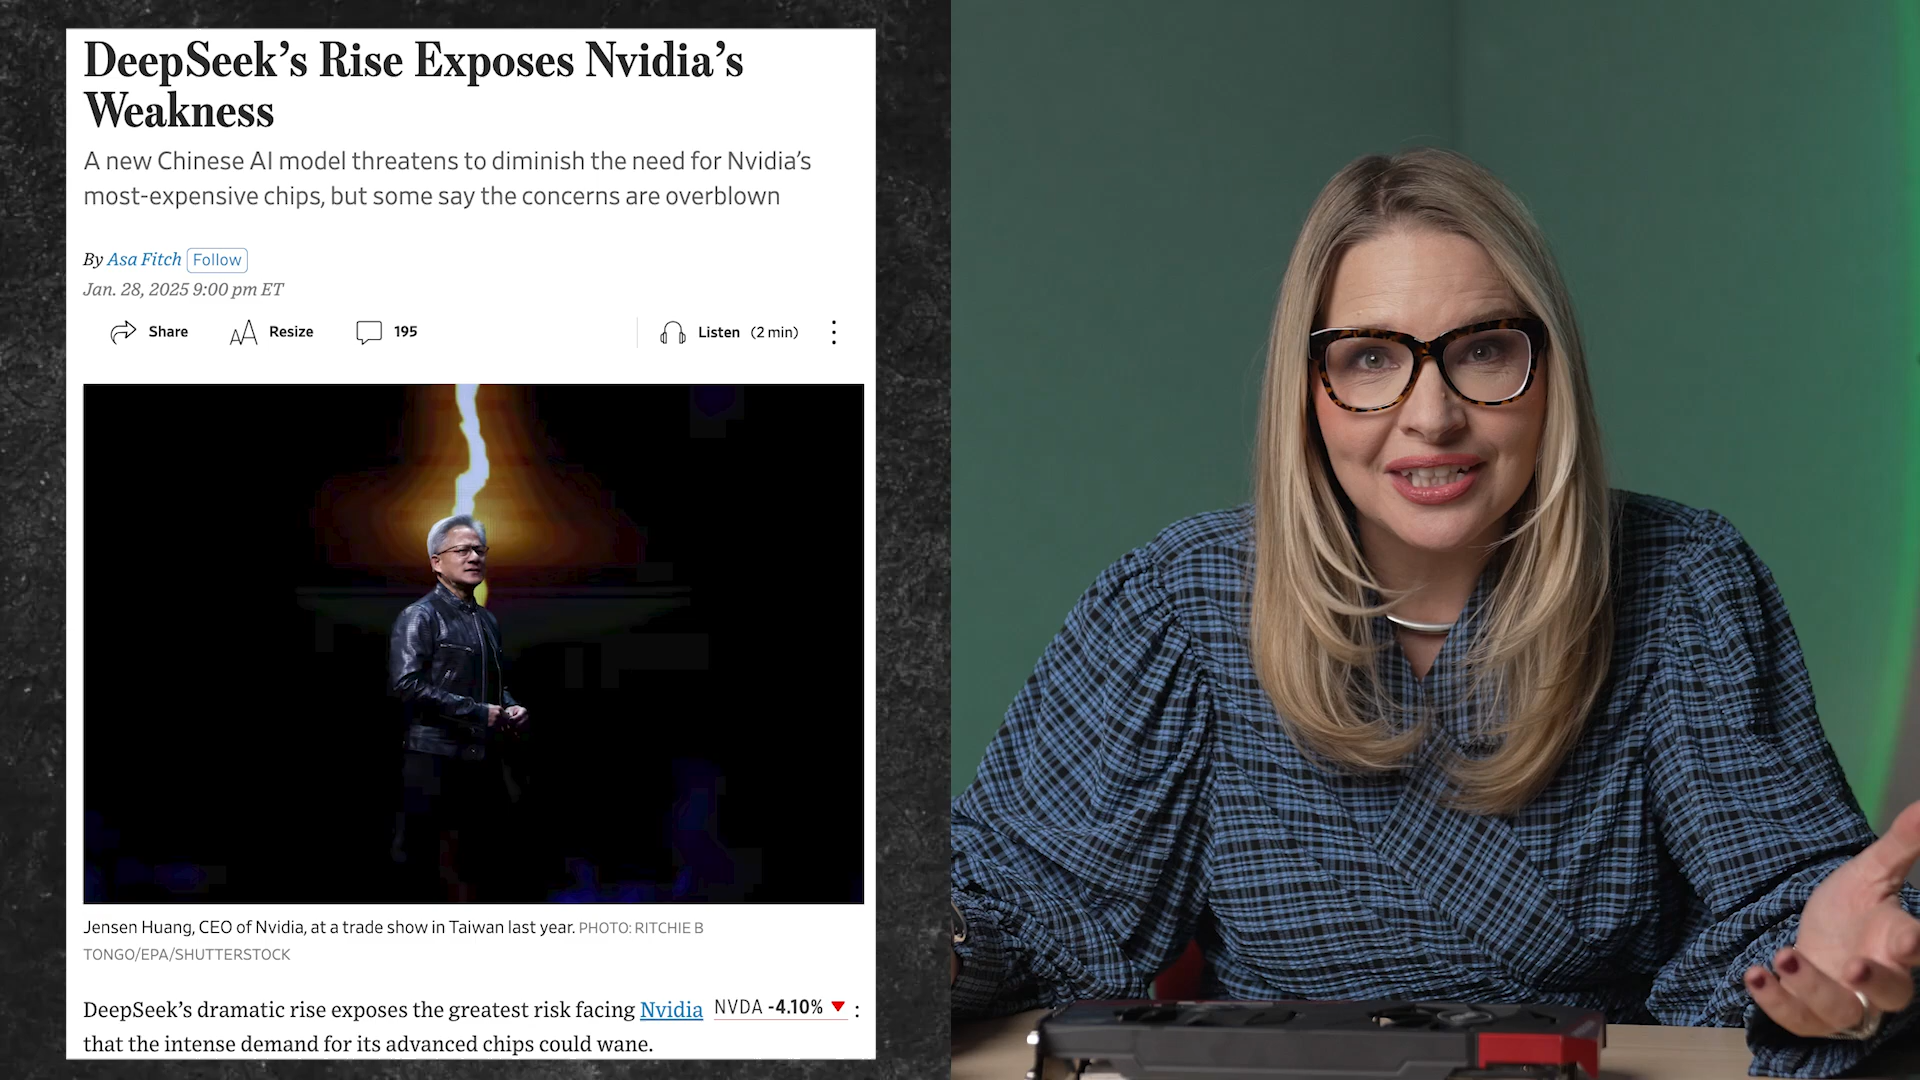 DeepSeek’s Rise Exposes Nvidia’s
Weakness
A new Chinese AI model threatens to diminish the need for Nvidia’s
most-expensive chips, but some say the concerns are overblown
By Asa Fitch Follow
Jan. 28, 2025 9:00 pm ET
Share Resize 195 Listen (2 min)
Jensen Huang, CEO of Nvidia, at a trade show in Taiwan last year. PHOTO: RITCHIE B
TONGO/EPA/SHUTTERSTOCK
DeepSeek’s dramatic rise exposes the greatest risk facing Nvidia NVDA -4.10% :
that the intense demand for its advanced chips could wane.